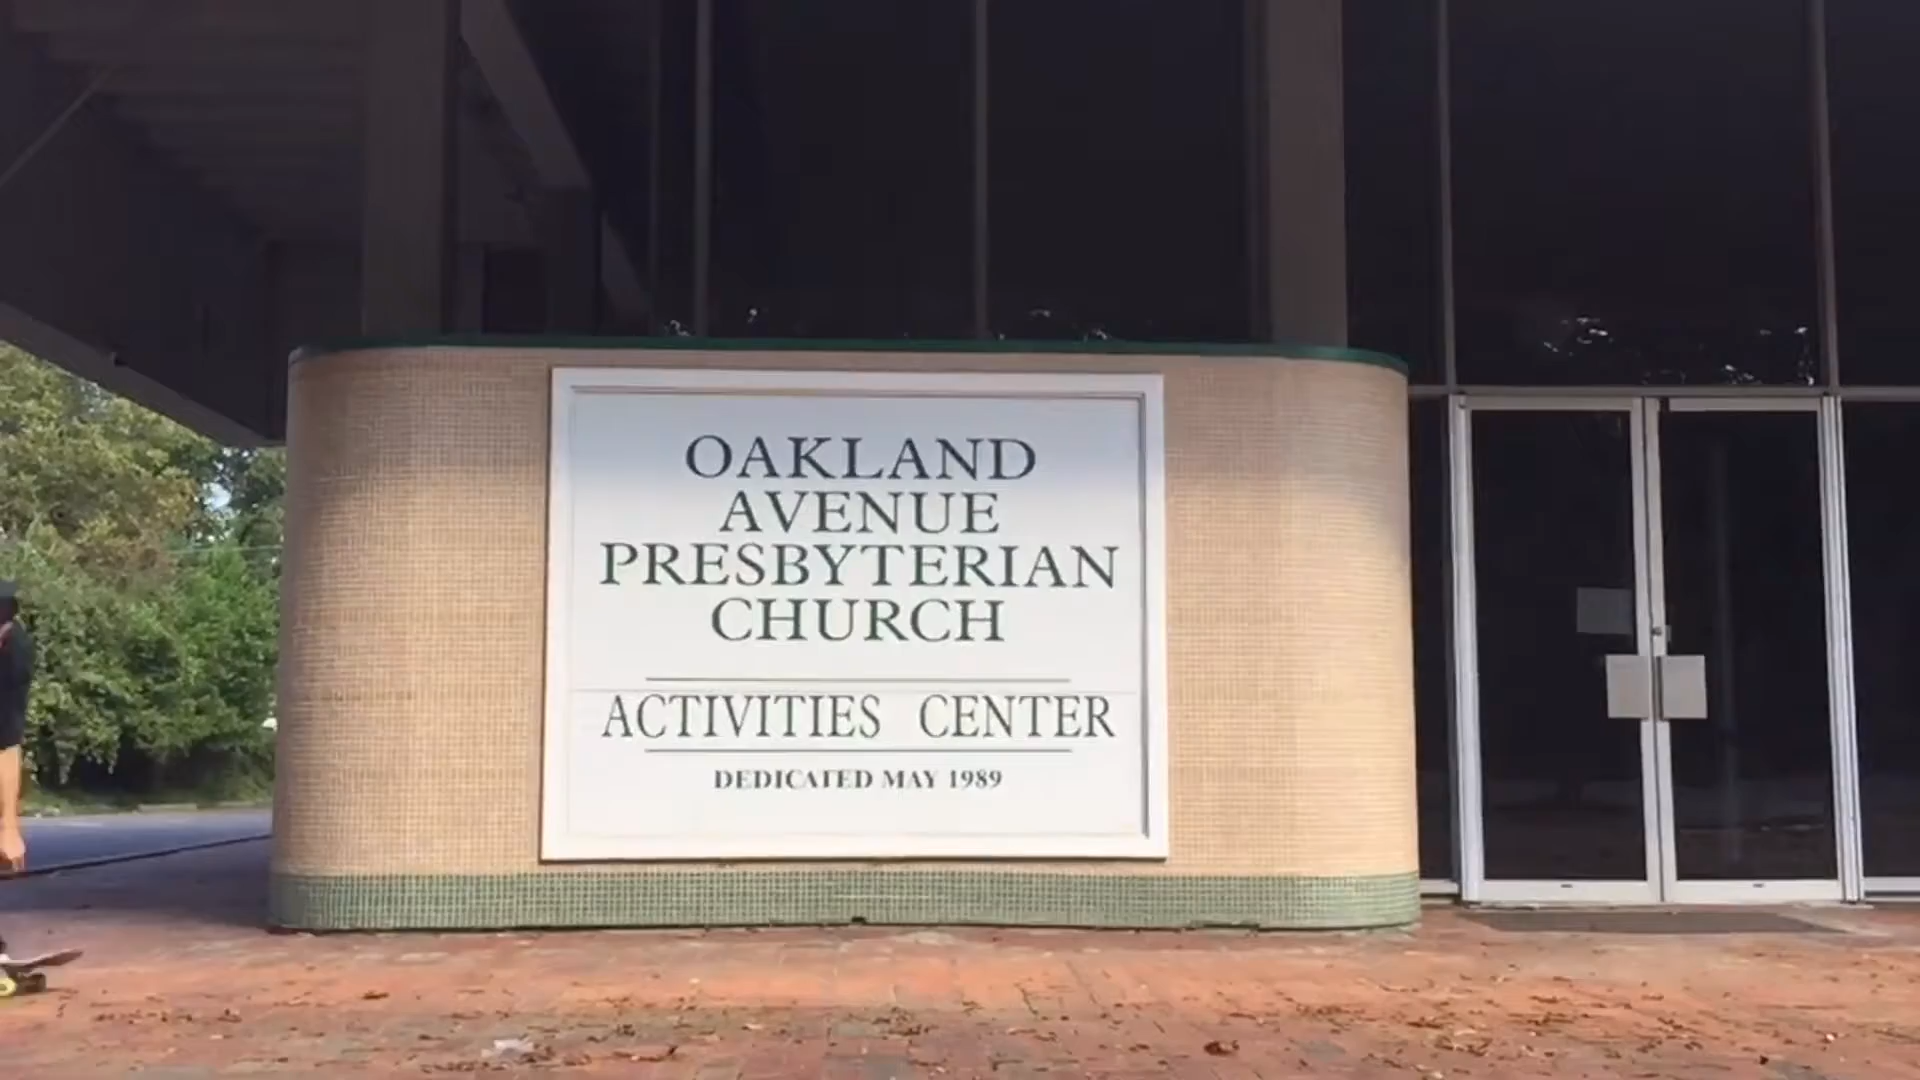 OAKLAND
AVENUE
PRESBYTERIAN
CHURCH
ACTIVITIES CENTER
DEDICATED MAY 1989